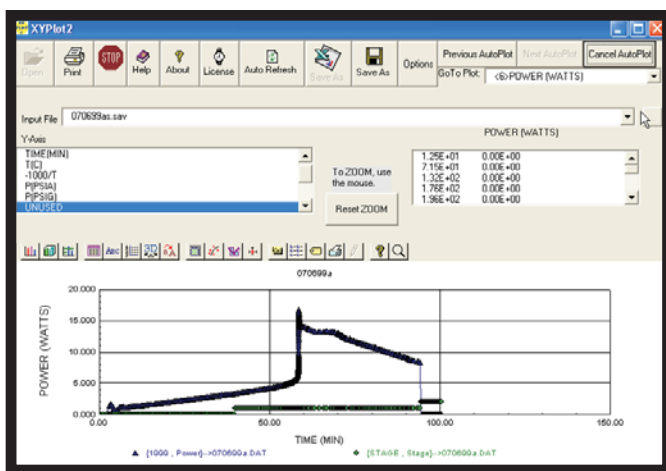 XYPlot2
Open Print STOP Help About License Auto Refresh Save As Save As Options Previous AutoPlot Next AutoPlot Cancel AutoPlot
GoTo Plot: <6>POWER (WATTS)
Input File 070699as.sav
Y-Axis
POWER (WATTS)
TIME(MIN)
T(C)
-1000/T
P(PSIA)
P(PSIG)
UNUSED
To ZOOM, use
the mouse.
Reset ZOOM
1.25E+01 0.00E+00
7.15E+01 0.00E+00
1.32E+02 0.00E+00
1.76E+02 0.00E+00
1.96E+02 0.00E+00
ABC 3D
070699a
POWER (WATTS)
20.000
15.000
10.000
5.000
0.000
0.00 50.00 100.00 150.00
TIME (MIN)
[1999 , Power]-->070699a.DAT [STAGE , Stage]-->070699a.DAT